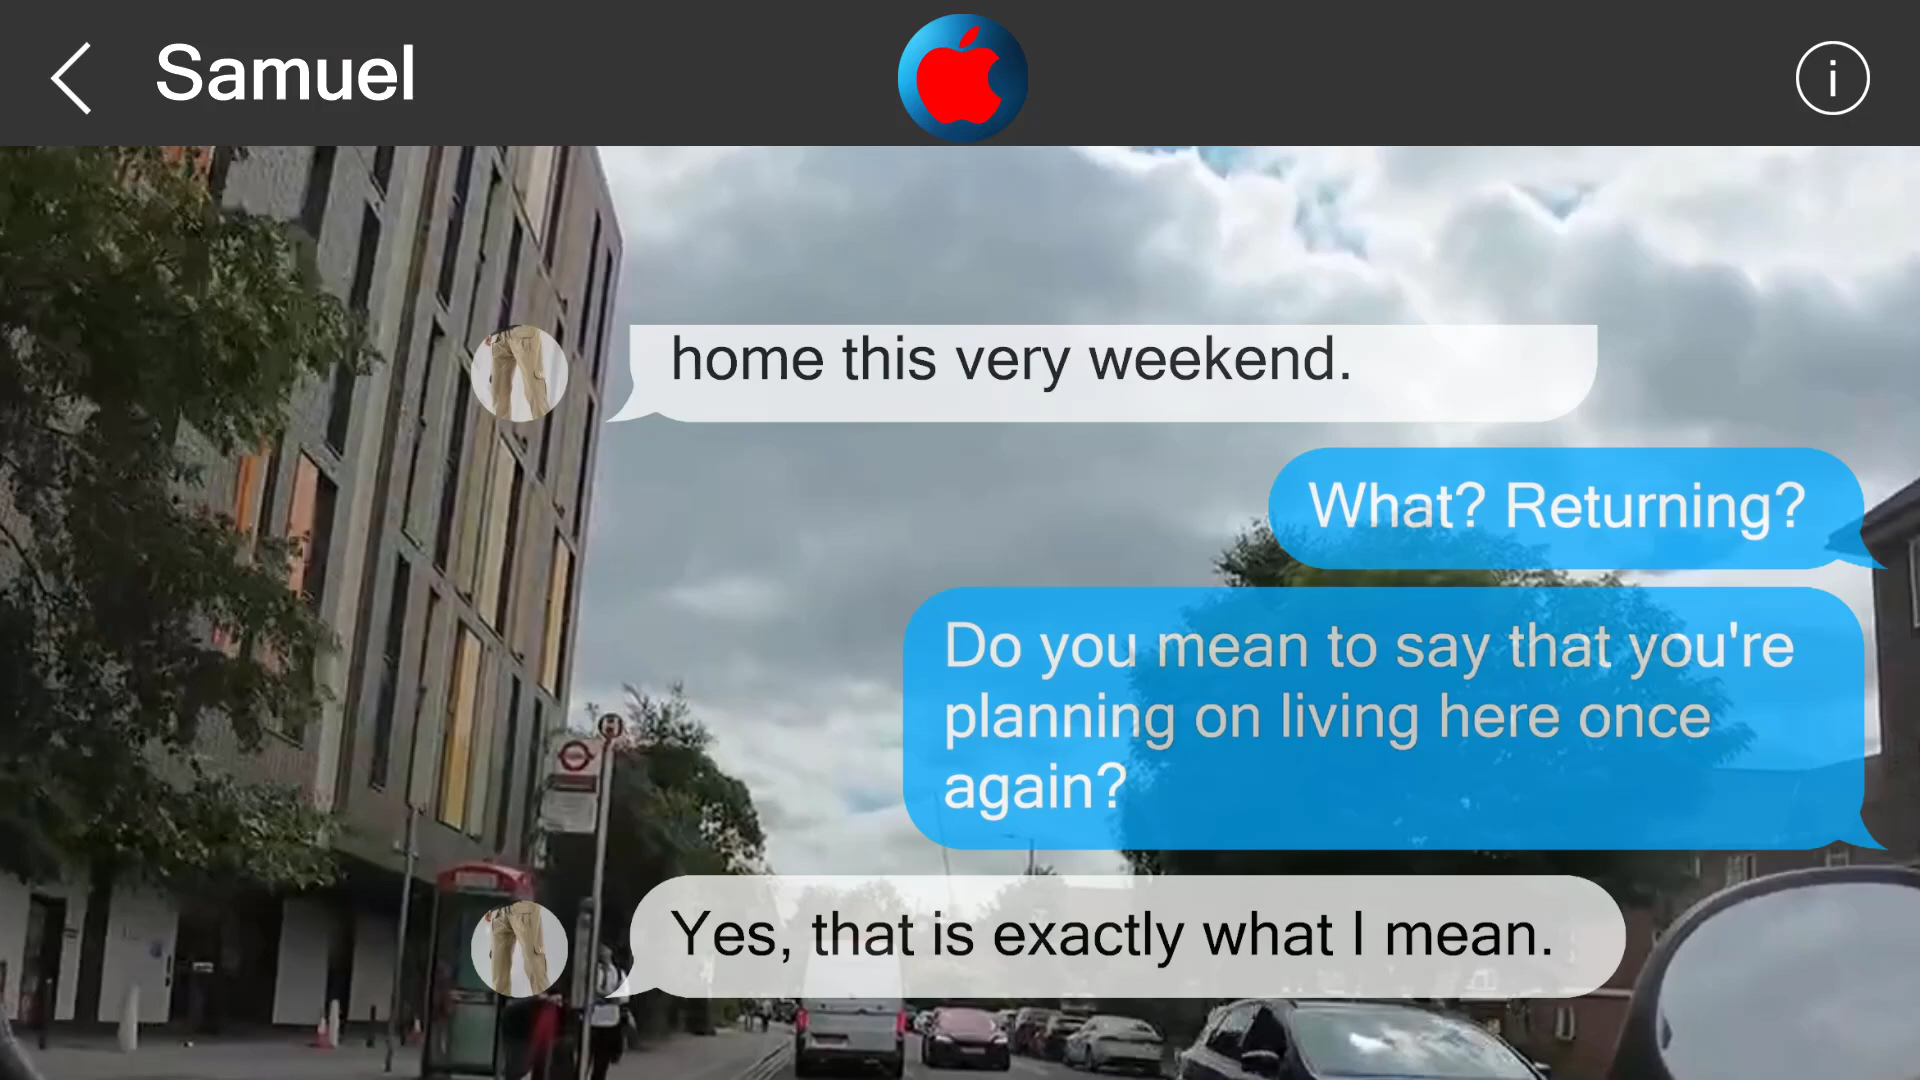 Samuel
i
home this very weekend.
What? Returning?
Do you mean to say that you're
planning on living here once
again?
Yes, that is exactly what I mean.